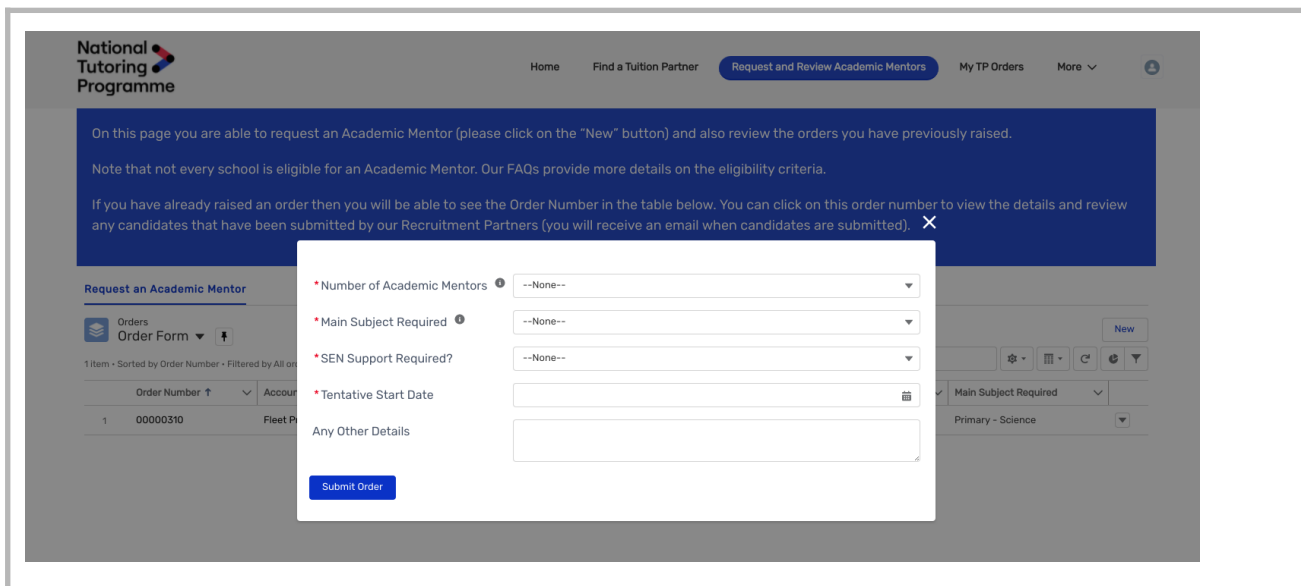 National
Tutoring
Programme
Home Find a Tuition Partner Request and Review Academic Mentors My TP Orders More
On this page you are able to request an Academic Mentor (please click on the “New” button) and also review the orders you have previously raised.
Note that not every school is eligible for an Academic Mentor. Our FAQs provide more details on the eligibility criteria.
If you have already raised an order then you will be able to see the Order Number in the table below. You can click on this order number to view the details and review
any candidates that have been submitted by our Recruitment Partners (you will receive an email when candidates are submitted).
Request an Academic Mentor
Orders
Order Form
New
1 item • Sorted by Order Number • Filtered by All
Order Number Main Subject Required
1 00000310 Fleet Primary - Science
*Number of Academic Mentors --None--
*Main Subject Required --None--
*SEN Support Required? --None--
*Tentative Start Date
Any Other Details
Submit Order